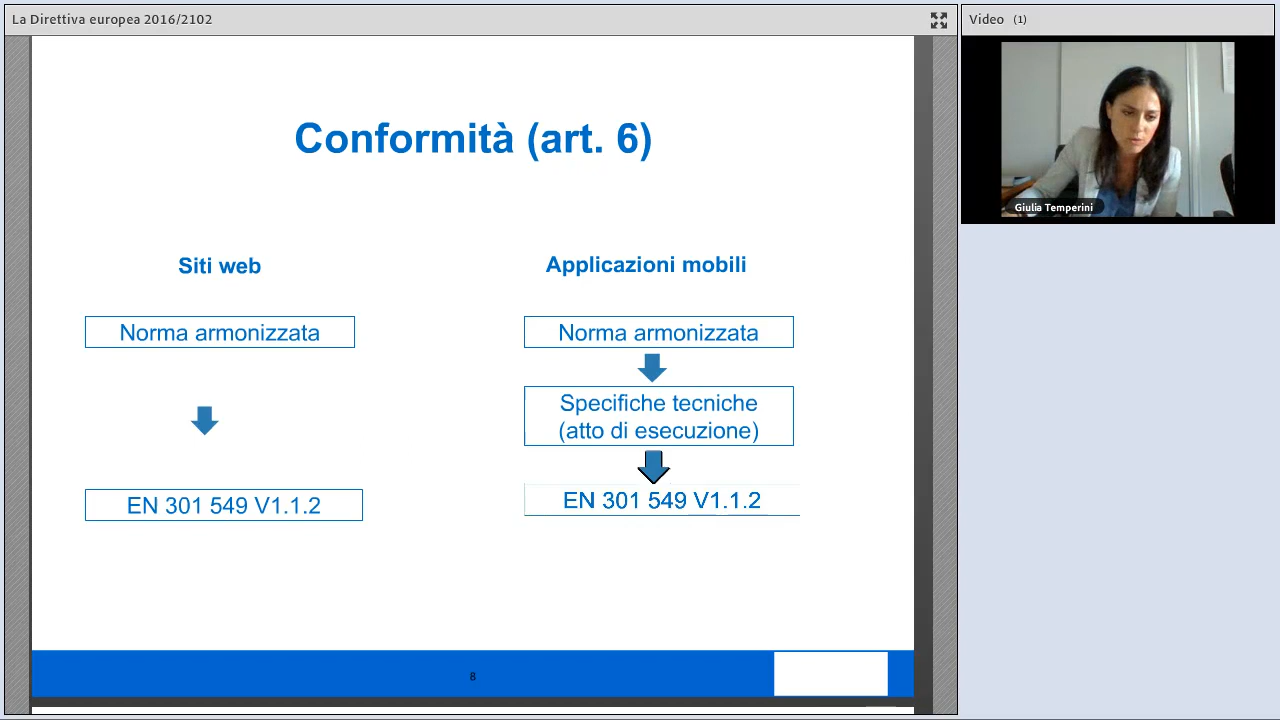 La Direttiva europea 2016/2102
Video (1)
Giulia Temperini
Conformità (art. 6)
Siti web
Norma armonizzata
EN 301 549 V1.1.2
Applicazioni mobili
Norma armonizzata
Specifiche tecniche
(atto di esecuzione)
EN 301 549 V1.1.2
8